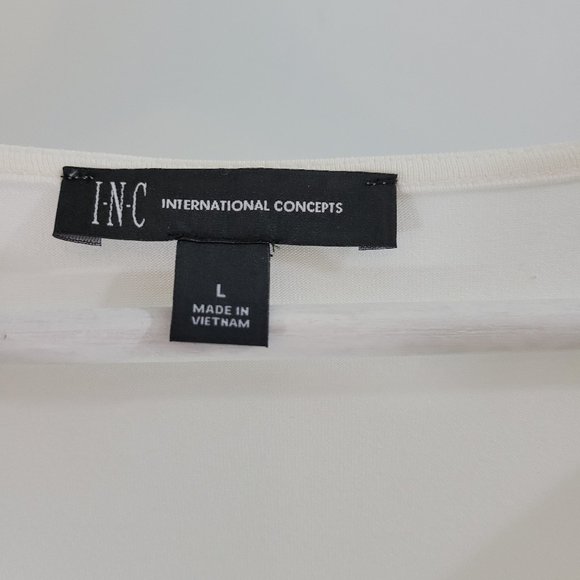 I·N·C INTERNATIONAL CONCEPTS
L
MADE IN
VIETNAM